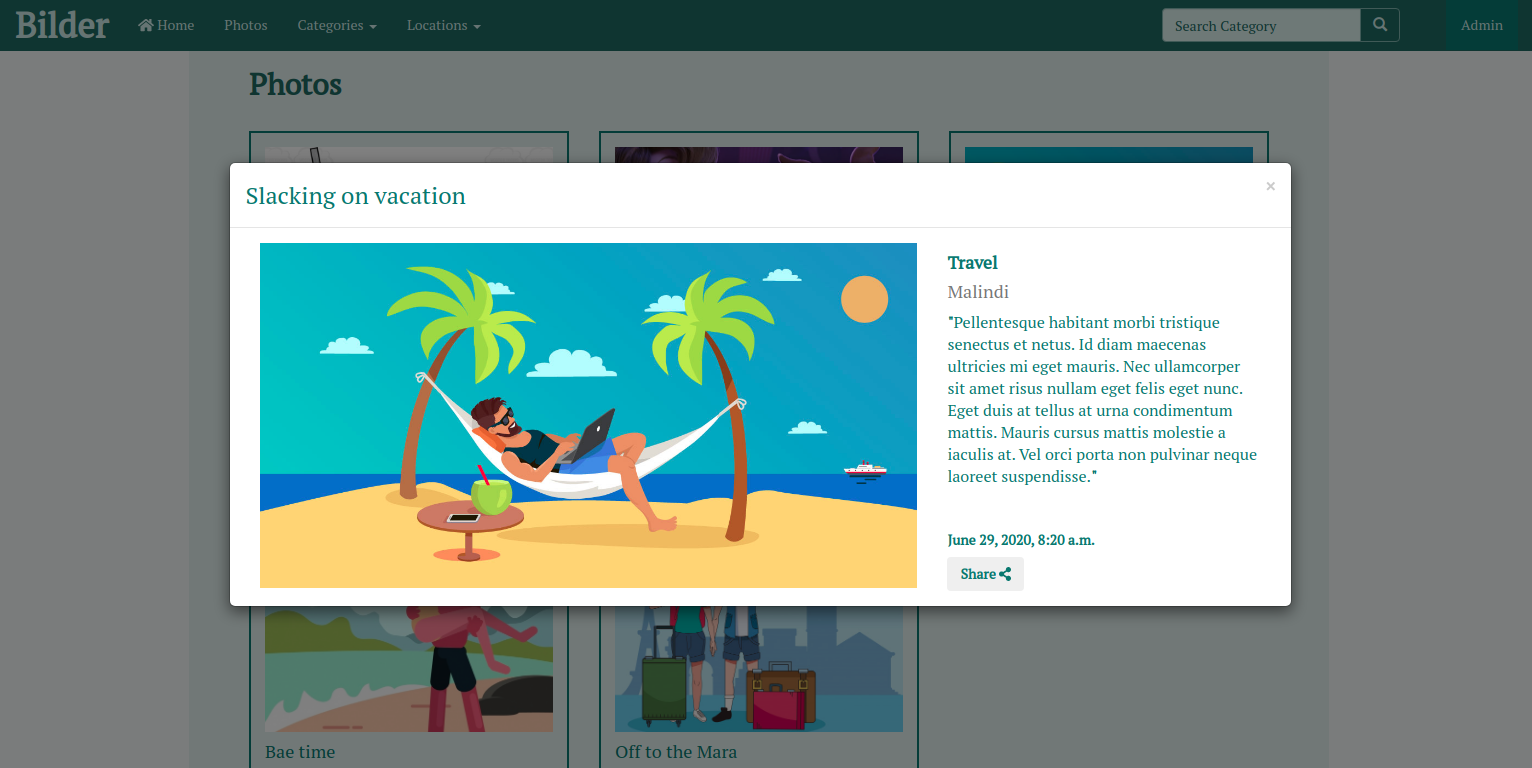 Bilder Home Photos Categories Locations Search Category Admin
Photos
Slacking on vacation ×
Travel
Malindi
"Pellentesque habitant morbi tristique
senectus et netus. Id diam maecenas
ultricies mi eget mauris. Nec ullamcorper
sit amet risus nullam eget felis eget nunc.
Eget duis at tellus at urna condimentum
mattis. Mauris cursus mattis molestie a
iaculis at. Vel orci porta non pulvinar neque
laoreet suspendisse."
June 29, 2020, 8:20 a.m.
Share
Bae time
Off to the Mara